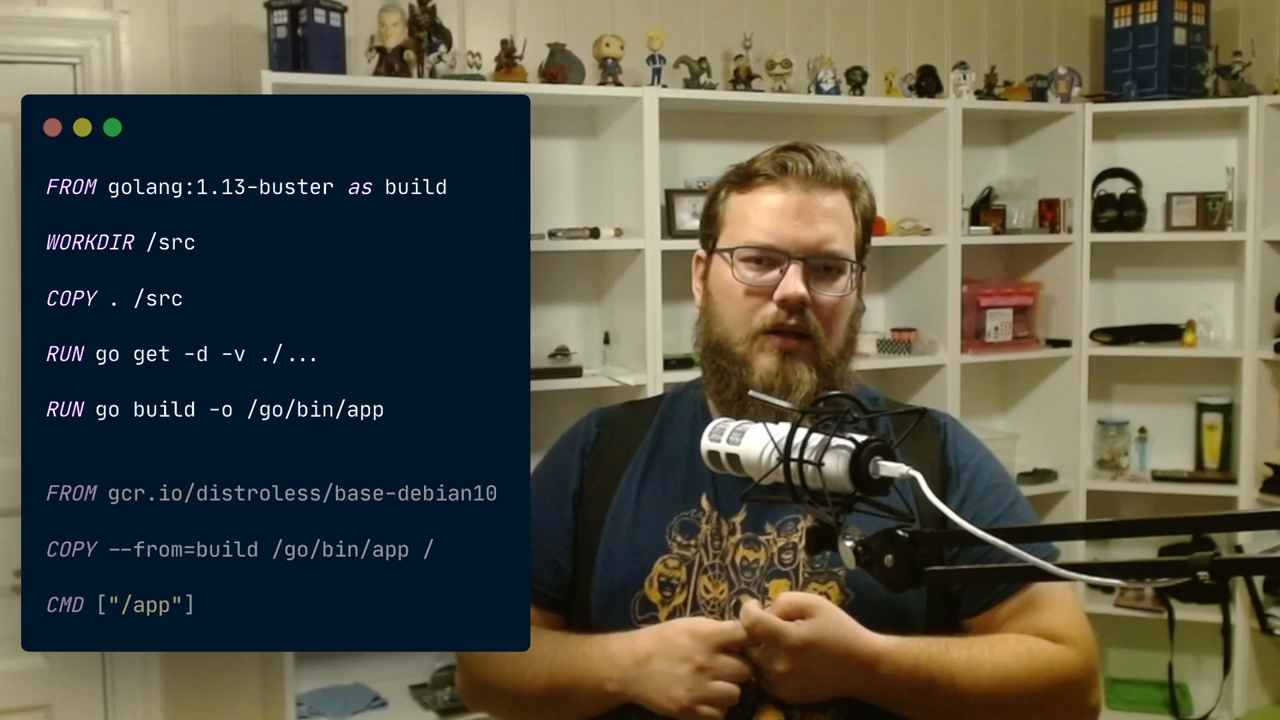 FROM golang:1.13-buster as build
WORKDIR /src
COPY . /src
RUN go get -d -v ./...
RUN go build -o /go/bin/app
FROM gcr.io/distroless/base-debian10
COPY --from=build /go/bin/app /
CMD ["/app"]